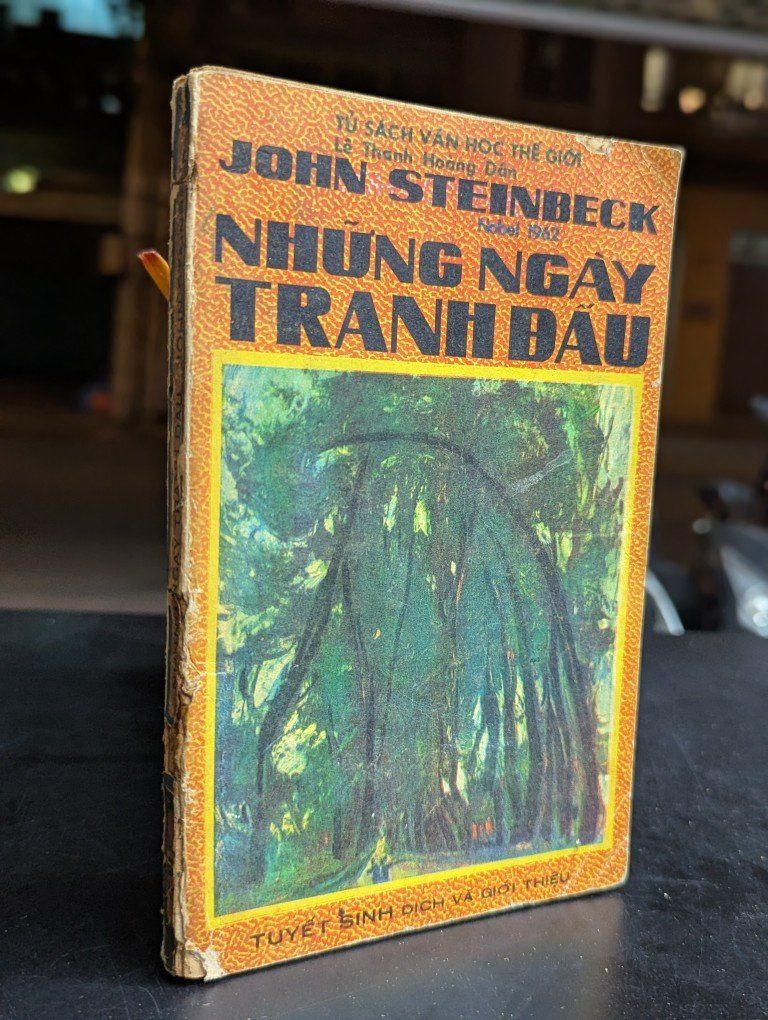 TỦ SÁCH VĂN HỌC THẾ GIỚI
Lê Thanh Hoàng Dân
JOHN STEINBECK
Nobel 1962
NHỮNG NGÀY
TRANH ĐẤU
TUYẾT SINH DỊCH VÀ GIỚI THIỆU